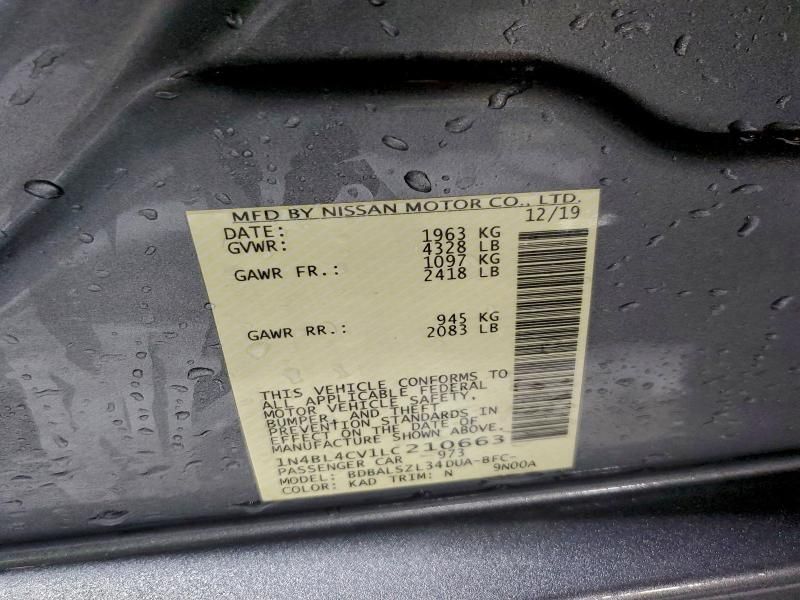 MFD BY NISSAN MOTOR CO., LTD.
DATE: 12/19
GVWR: 1963 KG
4328 LB
GAWR FR.: 1097 KG
2418 LB
GAWR RR.: 945 KG
2083 LB
THIS VEHICLE CONFORMS TO
ALL APPLICABLE FEDERAL
MOTOR VEHICLE SAFETY,
BUMPER, AND THEFT
PREVENTION STANDARDS IN
EFFECT ON THE DATE OF
MANUFACTURE SHOWN ABOVE.
1N4BL4CV1LC210663
PASSENGER CAR 973
MODEL: BDBALSZL34DUA-BFC-
9N00A
COLOR: KAD TRIM: N